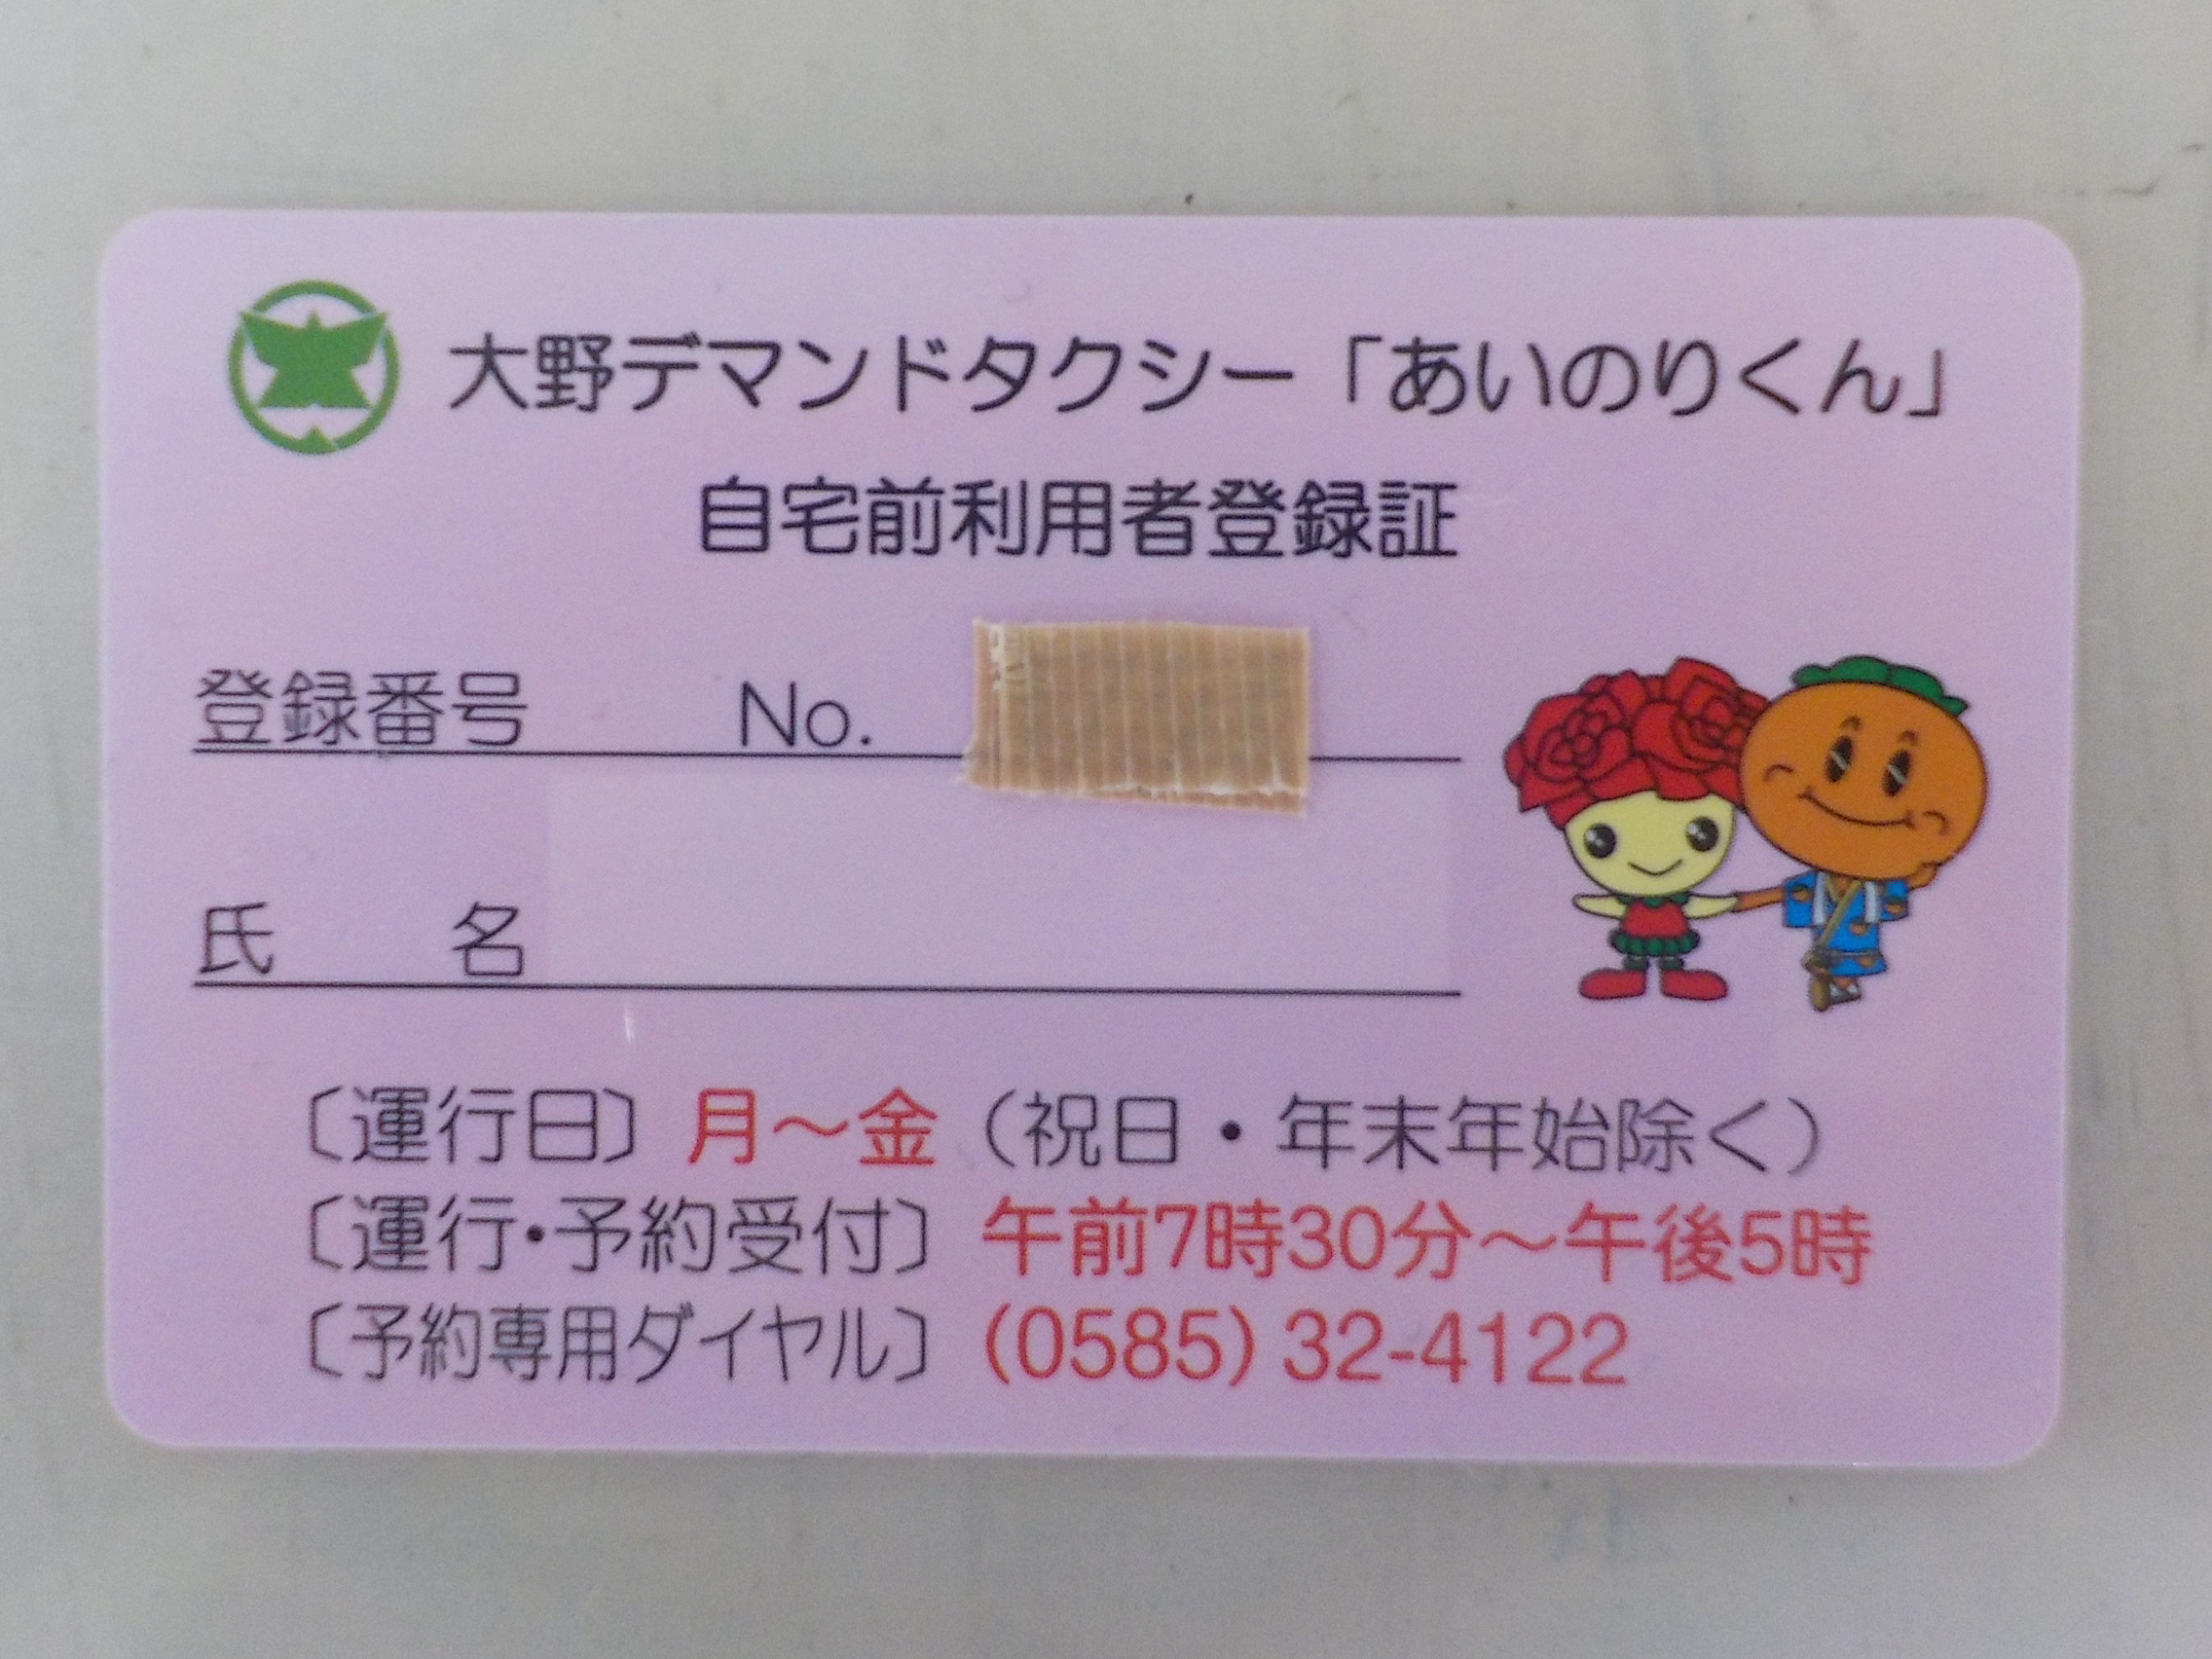 大野デマンドタクシー「あいのりくん」
自宅前利用者登録証
登録番号 No.
氏 名
〔運行日〕月～金（祝日・年末年始除く）
〔運行・予約受付〕午前7時30分～午後5時
〔予約専用ダイヤル〕(0585) 32-4122